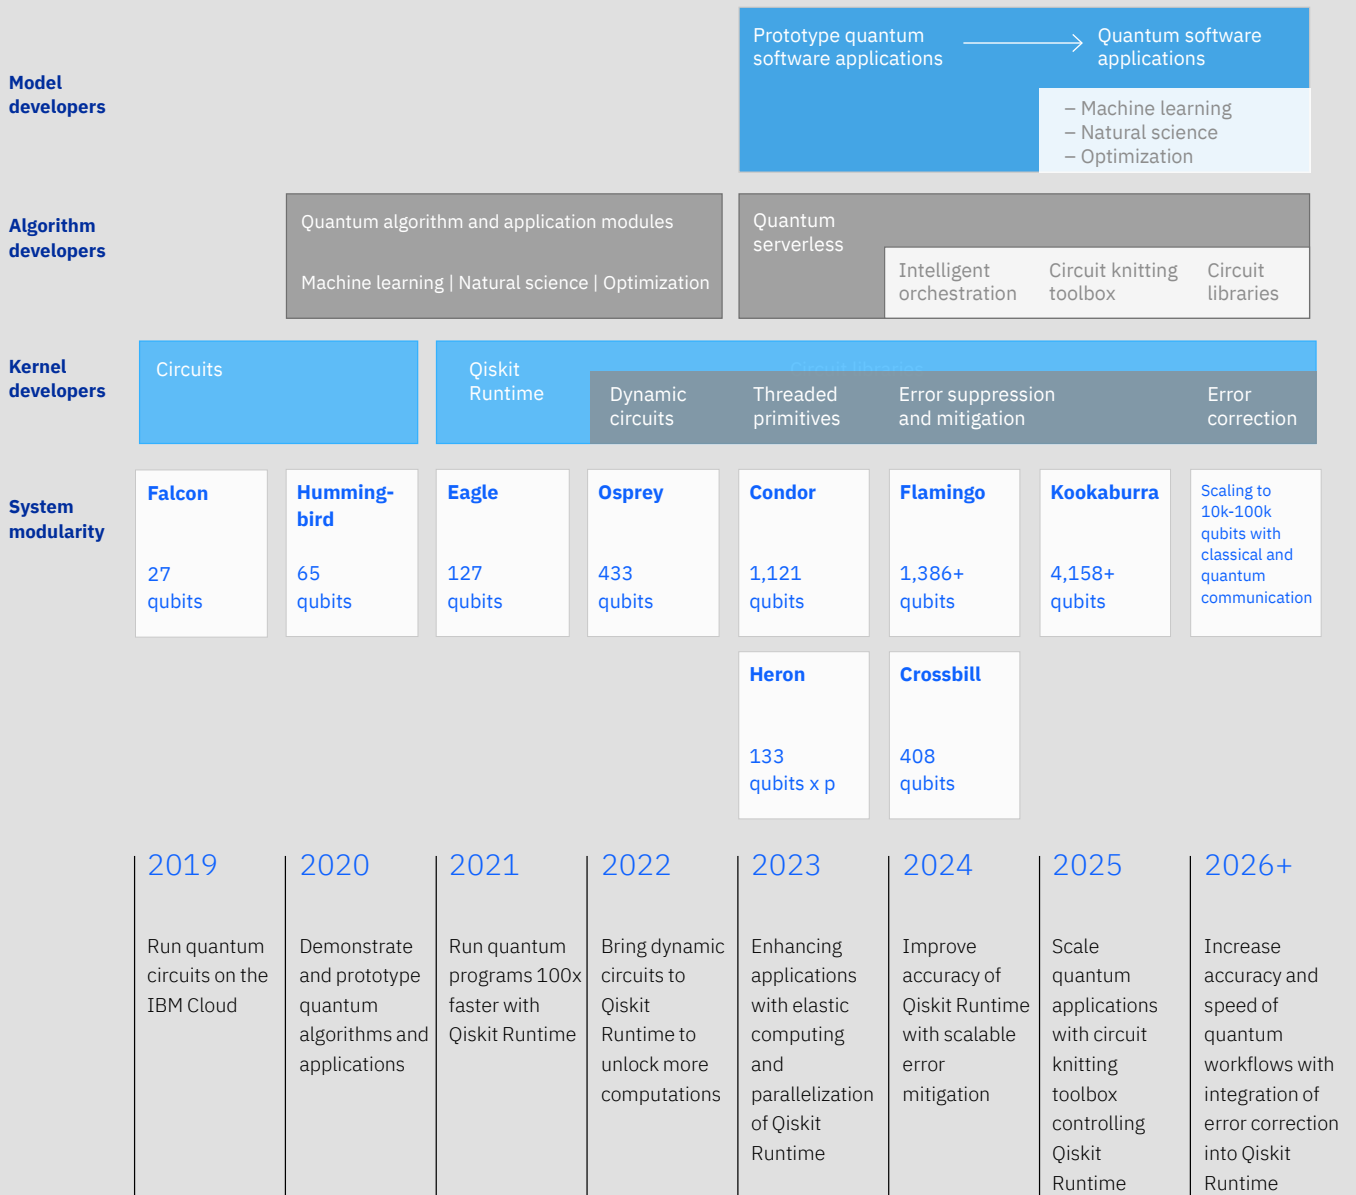 Model
developers
Prototype quantum
software applications
Quantum software
applications
– Machine learning
– Natural science
– Optimization
Algorithm
developers
Quantum algorithm and application modules
Machine learning | Natural science | Optimization
Quantum
serverless
Intelligent
orchestration
Circuit knitting
toolbox
Circuit
libraries
Kernel
developers
Circuits
Qiskit
Runtime
Circuit libraries
Dynamic
circuits
Threaded
primitives
Error suppression
and mitigation
Error
correction
System
modularity
Falcon
27
qubits
Humming-
bird
65
qubits
Eagle
127
qubits
Osprey
433
qubits
Condor
1,121
qubits
Flamingo
1,386+
qubits
Kookaburra
4,158+
qubits
Scaling to
10k-100k
qubits with
classical and
quantum
communication
Heron
133
qubits x p
Crossbill
408
qubits
2019
Run quantum
circuits on the
IBM Cloud
2020
Demonstrate
and prototype
quantum
algorithms and
applications
2021
Run quantum
programs 100x
faster with
Qiskit Runtime
2022
Bring dynamic
circuits to
Qiskit
Runtime to
unlock more
computations
2023
Enhancing
applications
with elastic
computing
and
parallelization
of Qiskit
Runtime
2024
Improve
accuracy of
Qiskit Runtime
with scalable
error
mitigation
2025
Scale
quantum
applications
with circuit
knitting
toolbox
controlling
Qiskit
Runtime
2026+
Increase
accuracy and
speed of
quantum
workflows with
integration of
error correction
into Qiskit
Runtime